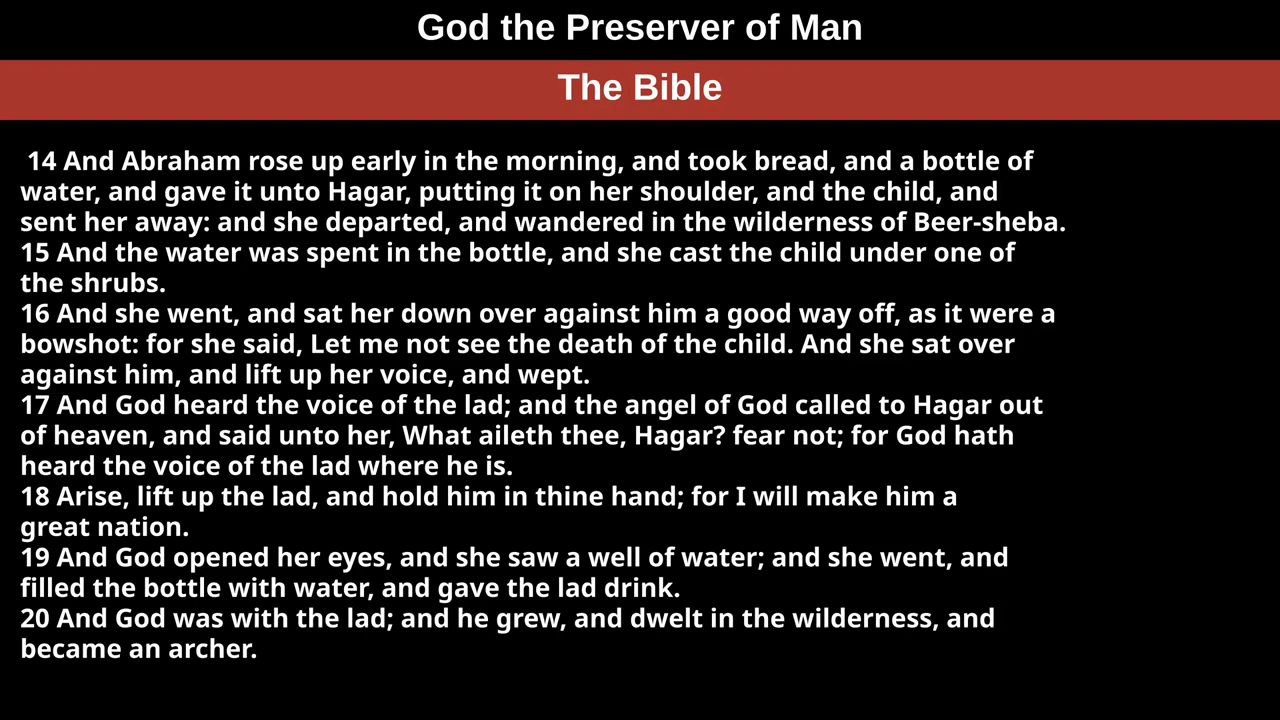 God the Preserver of Man
The Bible
14 And Abraham rose up early in the morning, and took bread, and a bottle of
water, and gave it unto Hagar, putting it on her shoulder, and the child, and
sent her away: and she departed, and wandered in the wilderness of Beer-sheba.
15 And the water was spent in the bottle, and she cast the child under one of
the shrubs.
16 And she went, and sat her down over against him a good way off, as it were a
bowshot: for she said, Let me not see the death of the child. And she sat over
against him, and lift up her voice, and wept.
17 And God heard the voice of the lad; and the angel of God called to Hagar out
of heaven, and said unto her, What aileth thee, Hagar? fear not; for God hath
heard the voice of the lad where he is.
18 Arise, lift up the lad, and hold him in thine hand; for I will make him a
great nation.
19 And God opened her eyes, and she saw a well of water; and she went, and
filled the bottle with water, and gave the lad drink.
20 And God was with the lad; and he grew, and dwelt in the wilderness, and
became an archer.